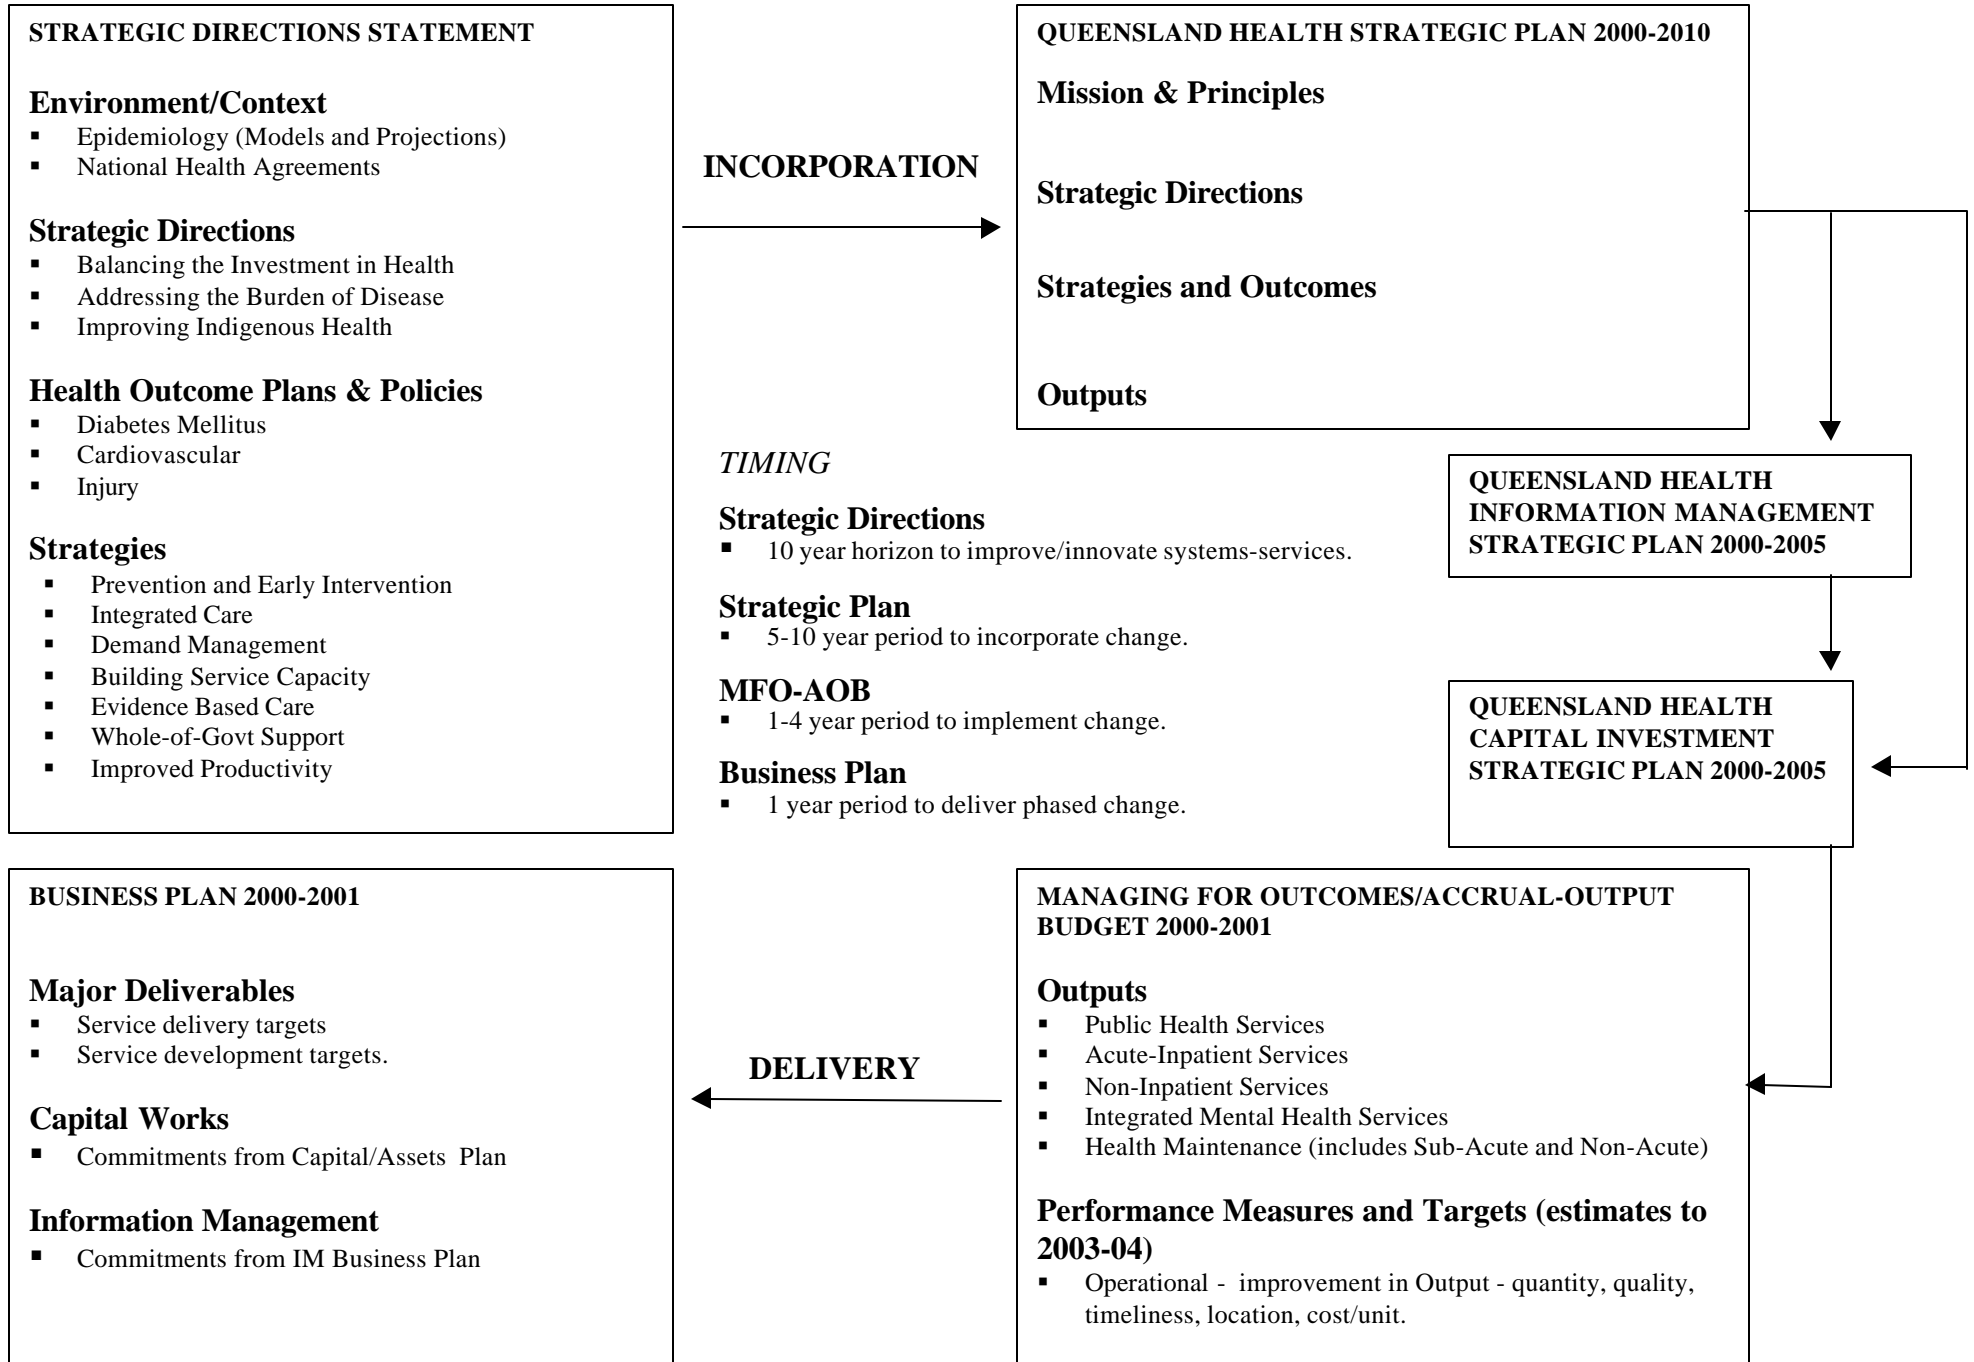 STRATEGIC DIRECTIONS STATEMENT
Environment/Context
▪ Epidemiology (Models and Projections)
▪ National Health Agreements
Strategic Directions
▪ Balancing the Investment in Health
▪ Addressing the Burden of Disease
▪ Improving Indigenous Health
Health Outcome Plans & Policies
▪ Diabetes Mellitus
▪ Cardiovascular
▪ Injury
Strategies
▪ Prevention and Early Intervention
▪ Integrated Care
▪ Demand Management
▪ Building Service Capacity
▪ Evidence Based Care
▪ Whole-of-Govt Support
▪ Improved Productivity
INCORPORATION
QUEENSLAND HEALTH STRATEGIC PLAN 2000-2010
Mission & Principles
Strategic Directions
Strategies and Outcomes
Outputs
TIMING
Strategic Directions
▪ 10 year horizon to improve/innovate systems-services.
Strategic Plan
▪ 5-10 year period to incorporate change.
MFO-AOB
▪ 1-4 year period to implement change.
Business Plan
▪ 1 year period to deliver phased change.
QUEENSLAND HEALTH
INFORMATION MANAGEMENT
STRATEGIC PLAN 2000-2005
QUEENSLAND HEALTH
CAPITAL INVESTMENT
STRATEGIC PLAN 2000-2005
MANAGING FOR OUTCOMES/ACCRUAL-OUTPUT
BUDGET 2000-2001
Outputs
▪ Public Health Services
▪ Acute-Inpatient Services
▪ Non-Inpatient Services
▪ Integrated Mental Health Services
▪ Health Maintenance (includes Sub-Acute and Non-Acute)
Performance Measures and Targets (estimates to
2003-04)
▪ Operational - improvement in Output - quantity, quality,
timeliness, location, cost/unit.
DELIVERY
BUSINESS PLAN 2000-2001
Major Deliverables
▪ Service delivery targets
▪ Service development targets.
Capital Works
▪ Commitments from Capital/Assets Plan
Information Management
▪ Commitments from IM Business Plan